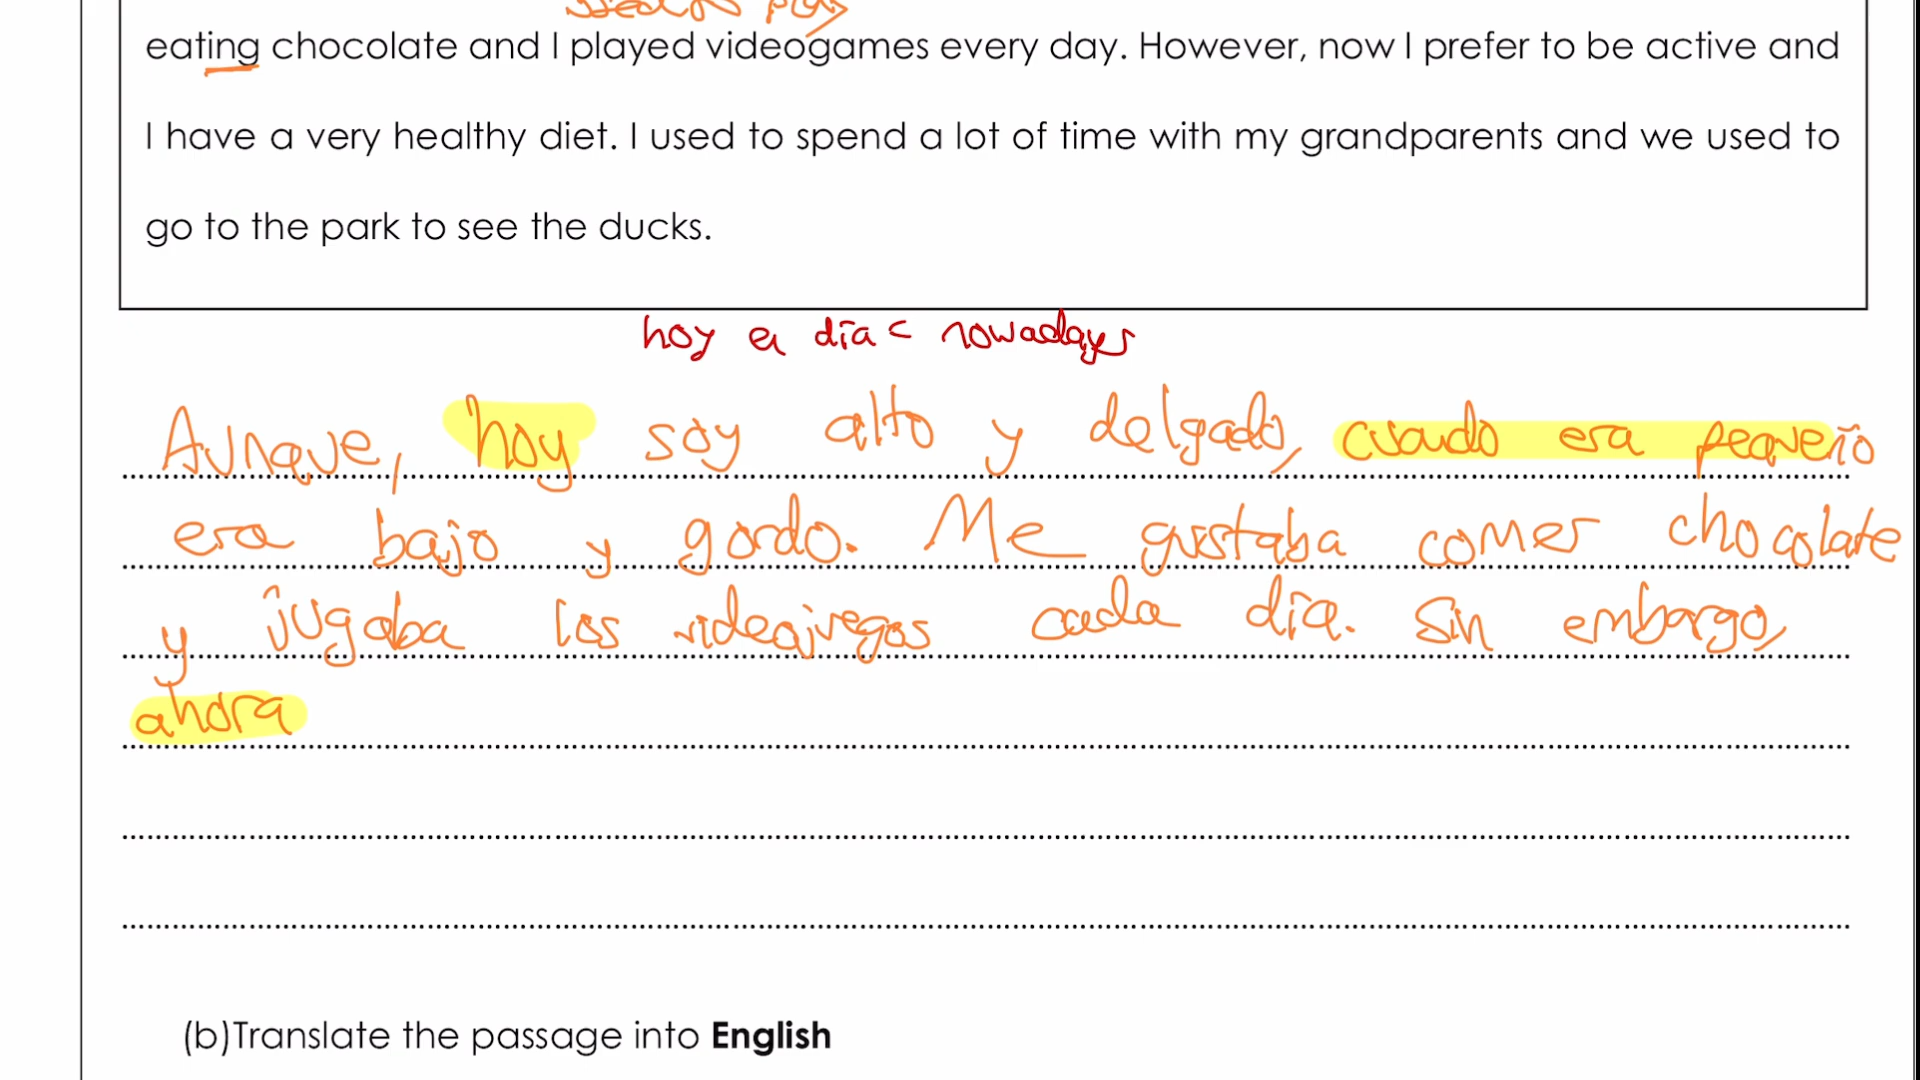 eating chocolate and I played videogames every day. However, now I prefer to be active and
I have a very healthy diet. I used to spend a lot of time with my grandparents and we used to
go to the park to see the ducks.
hoy en día < nowadays
Aunque, hoy soy alto y delgado, cuando era pequeño
era bajo y gordo. Me gustaba comer chocolate
y jugaba los videojuegos cada día. Sin embargo,
ahora
(b)Translate the passage into English